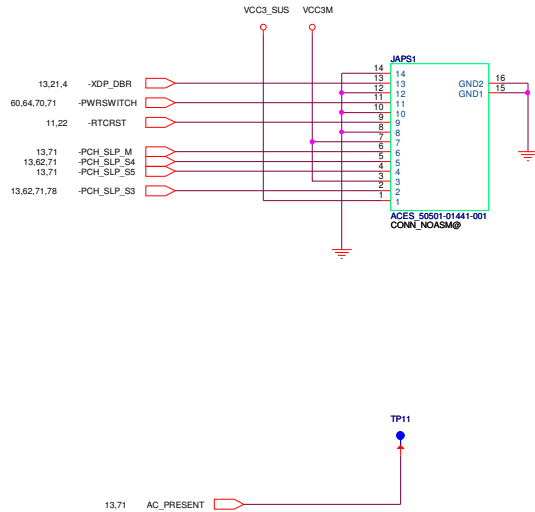 VCC3_SUS VCC3M
JAPS1
14 14
13,21,4 -XDP_DBR 13 13 GND2 16
12 12 GND1 15
60,64,70,71 -PWRSWITCH 11 11
10 10
11,22 -RTCRST 9 9
8 8
7 7
13,71 -PCH_SLP_M 6 6
13,62,71 -PCH_SLP_S4 5 5
13,71 -PCH_SLP_S5 4 4
3 3
13,62,71,78 -PCH_SLP_S3 2 2
1 1
ACES_50501-01441-001
CONN_NOASM@
TP11
13,71 AC_PRESENT